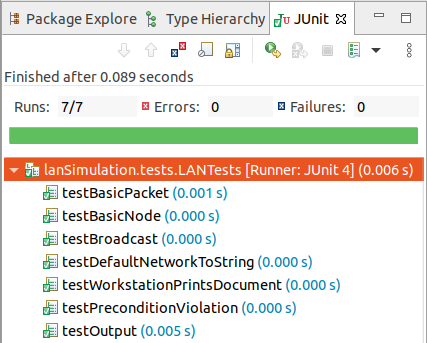 Package Explore Type Hierarchy JUnit
Finished after 0.089 seconds
Runs: 7/7 Errors: 0 Failures: 0
lanSimulation.tests.LANTests [Runner: JUnit 4] (0.006 s)
testBasicPacket (0.001 s)
testBasicNode (0.000 s)
testBroadcast (0.000 s)
testDefaultNetworkToString (0.000 s)
testWorkstationPrintsDocument (0.000 s)
testPreconditionViolation (0.000 s)
testOutput (0.005 s)